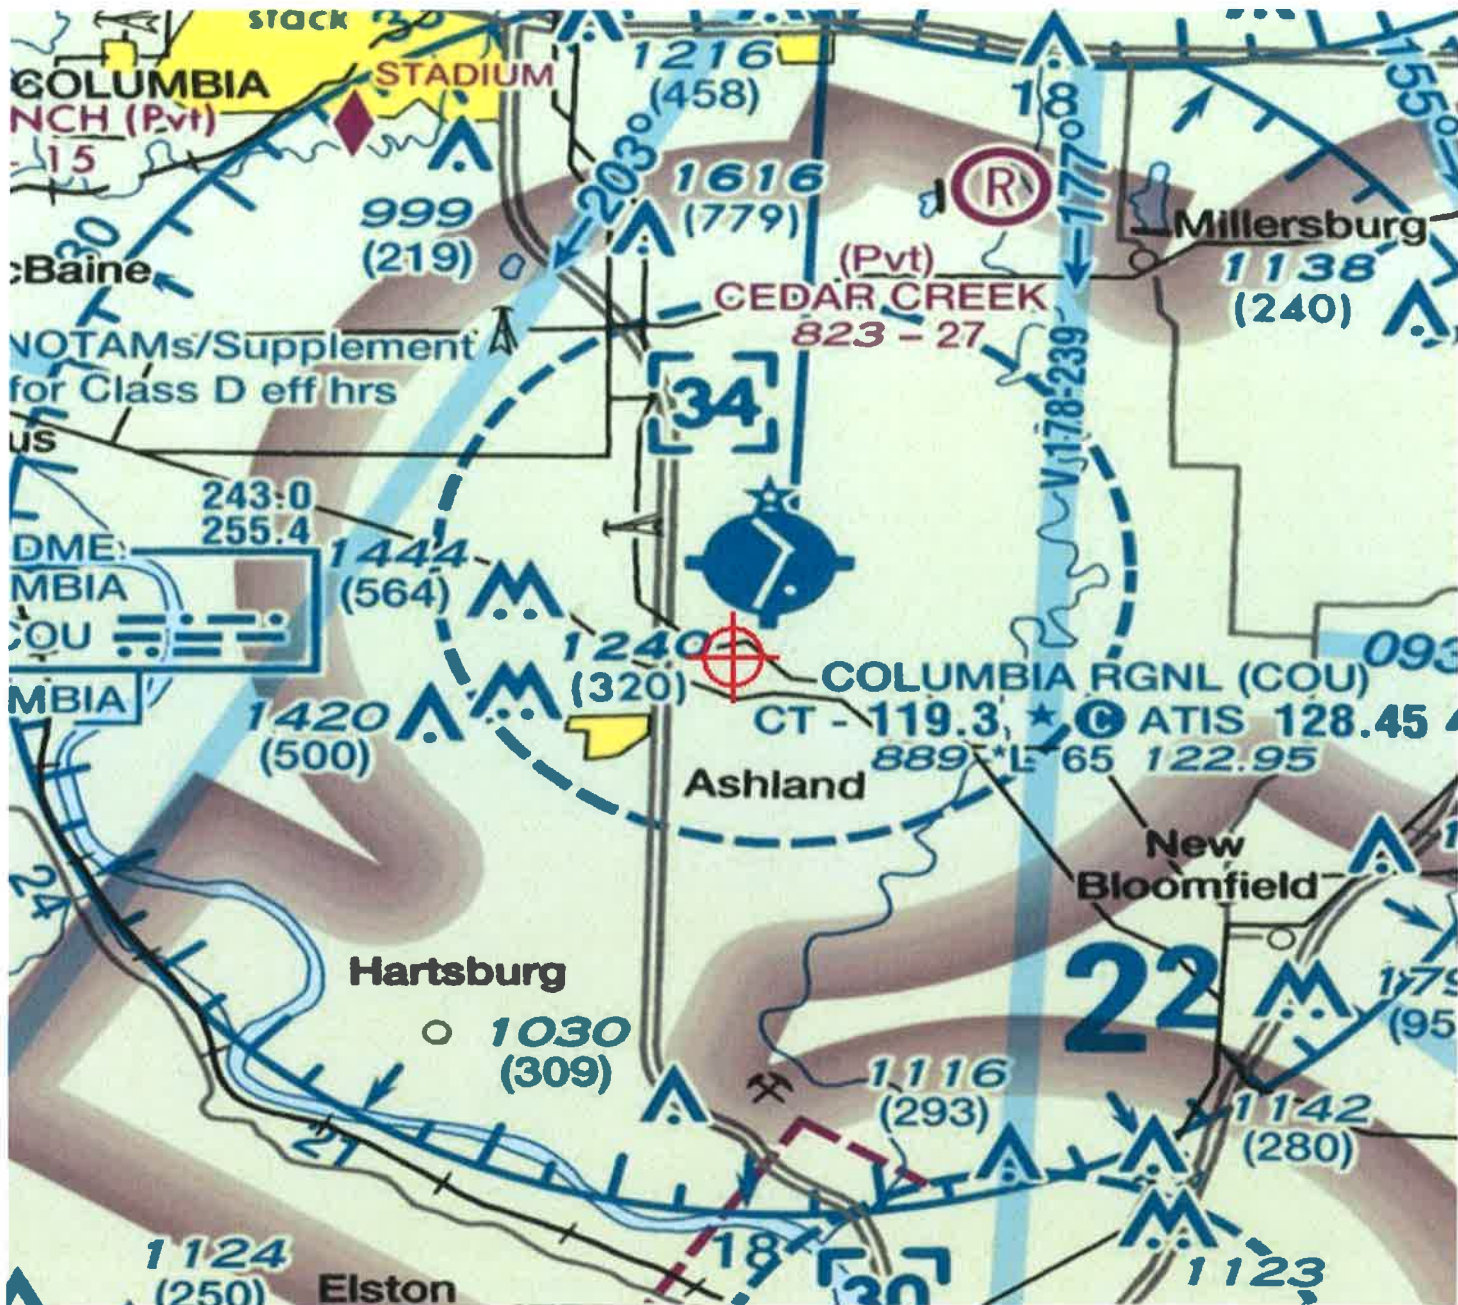 stack
COLUMBIA
NCH (Pvt)
- 15
STADIUM
1216
(458)
18
155°
203°
177°
999
(219)
1616
(779)
R
Millersburg
1138
(240)
30
cBaine
(Pvt)
CEDAR CREEK
823 - 27
NOTAMs/Supplement
for Class D eff hrs
us
34
V178-239
243.0
255.4
DME
MBIA
COU
MBIA
1444
(564)
1240
(320)
1420
(500)
093
COLUMBIA RGNL (COU)
CT - 119.3 ★ C ATIS 128.45 4
889 *L 65 122.95
Ashland
New
Bloomfield
24
22
179
(95
Hartsburg
1030
(309)
1116
(293)
1142
(280)
21
18
30
1124
(250)
Elston
1123